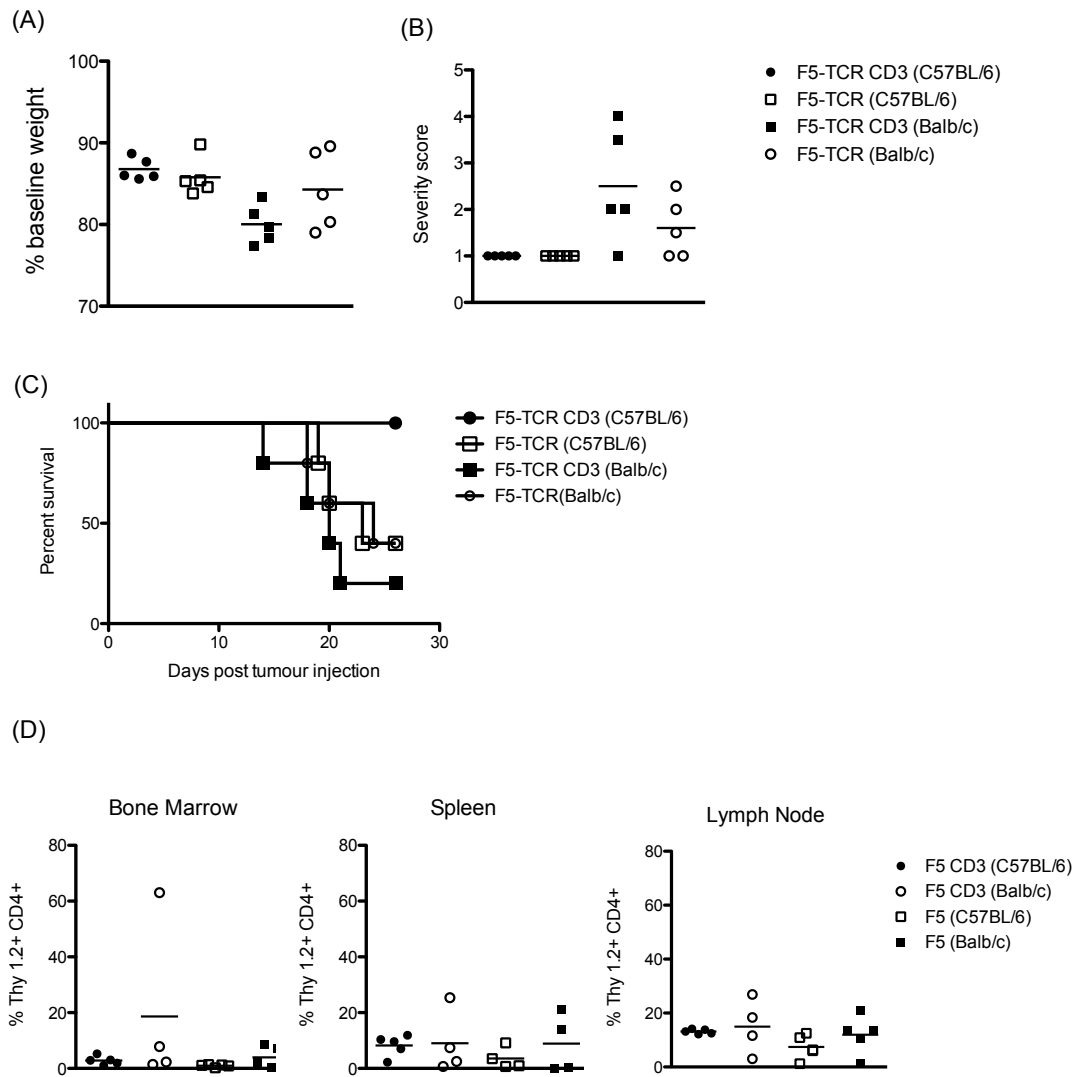 (A)
100
90
80
70
% baseline weight
(B)
5
4
3
2
1
0
Severity score
F5-TCR CD3 (C57BL/6)
F5-TCR (C57BL/6)
F5-TCR CD3 (Balb/c)
F5-TCR (Balb/c)
(C)
100
50
0
Percent survival
0 10 20 30
Days post tumour injection
F5-TCR CD3 (C57BL/6)
F5-TCR (C57BL/6)
F5-TCR CD3 (Balb/c)
F5-TCR(Balb/c)
(D)
Bone Marrow
80
60
40
20
0
% Thy 1.2+ CD4+
Spleen
80
60
40
20
0
% Thy 1.2+ CD4+
Lymph Node
80
60
40
20
0
% Thy 1.2+ CD4+
F5 CD3 (C57BL/6)
F5 CD3 (Balb/c)
F5 (C57BL/6)
F5 (Balb/c)